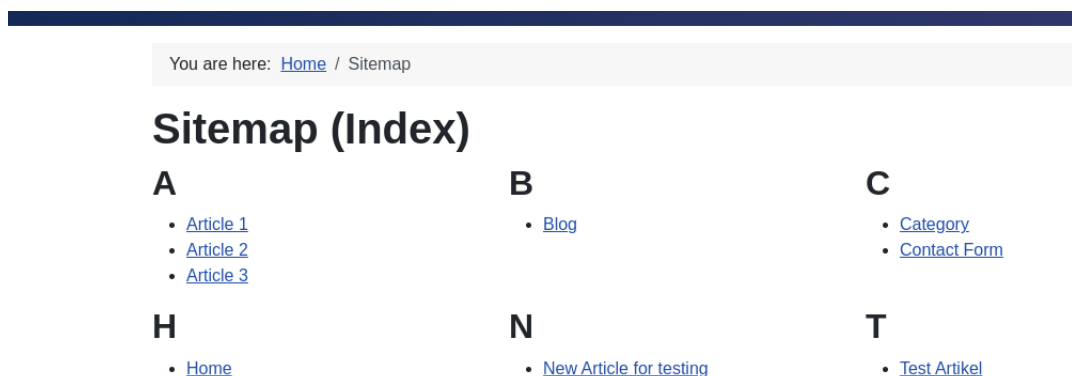 You are here: Home / Sitemap
Sitemap (Index)
A
Article 1
Article 2
Article 3
B
Blog
C
Category
Contact Form
H
Home
N
New Article for testing
T
Test Artikel